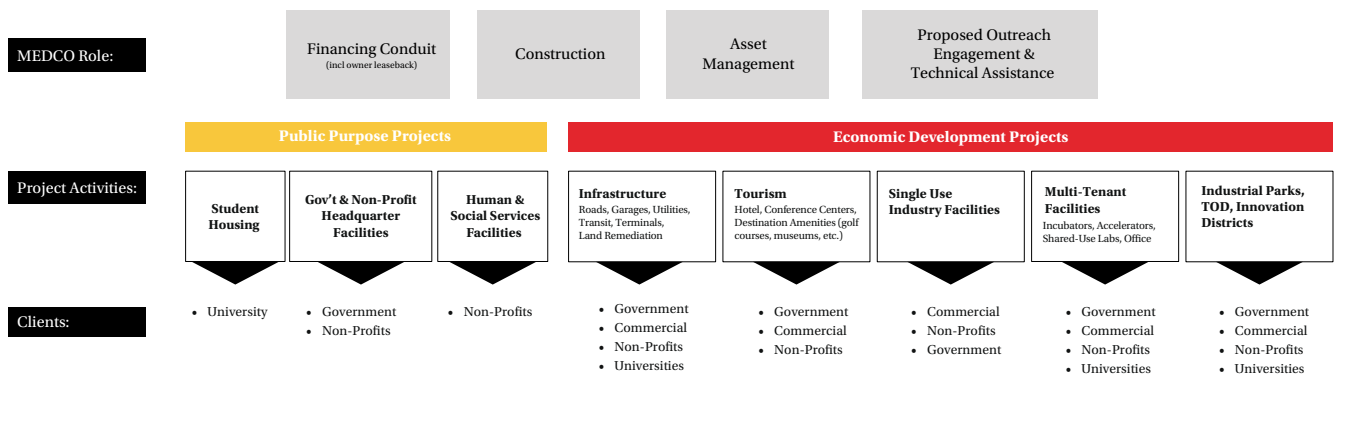 MEDCO Role:
Financing Conduit
(incl owner leaseback)
Construction
Asset
Management
Proposed Outreach
Engagement &
Technical Assistance
Public Purpose Projects
Economic Development Projects
Project Activities:
Student
Housing
Gov't & Non-Profit
Headquarter
Facilities
Human &
Social Services
Facilities
Infrastructure
Roads, Garages, Utilities,
Transit, Terminals,
Land Remediation
Tourism
Hotel, Conference Centers,
Destination Amenities (golf
courses, museums, etc.)
Single Use
Industry Facilities
Multi-Tenant
Facilities
Incubators, Accelerators,
Shared-Use Labs, Office
Industrial Parks,
TOD, Innovation
Districts
Clients:
• University
• Government
• Non-Profits
• Non-Profits
• Government
• Commercial
• Non-Profits
• Universities
• Government
• Commercial
• Non-Profits
• Commercial
• Non-Profits
• Government
• Government
• Commercial
• Non-Profits
• Universities
• Government
• Commercial
• Non-Profits
• Universities